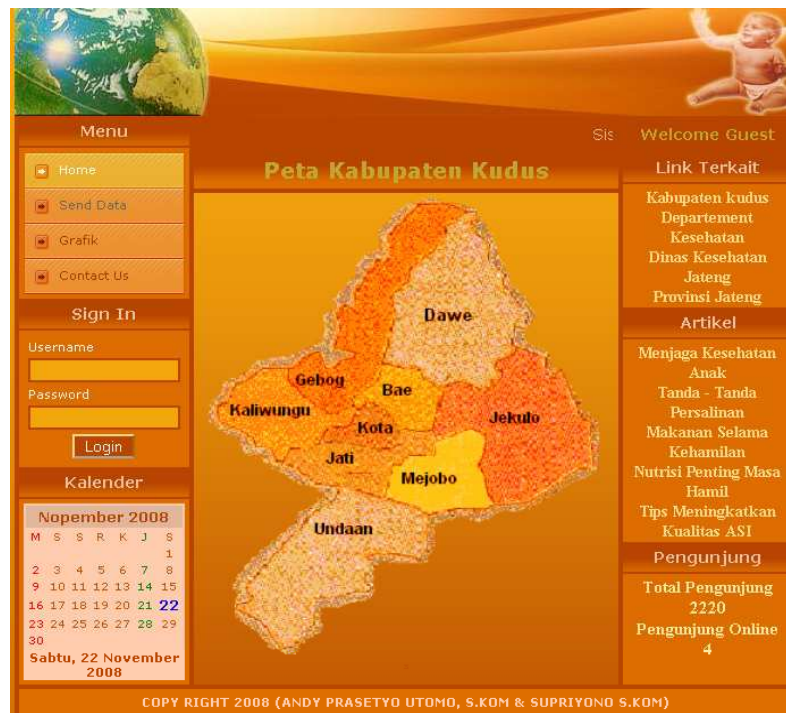 Menu
Sis
Welcome Guest
Home
Send Data
Grafik
Contact Us
Sign In
Username
Password
Login
Kalender
Nopember 2008
M S S R K J S
1
2 3 4 5 6 7 8
9 10 11 12 13 14 15
16 17 18 19 20 21 22
23 24 25 26 27 28 29
30
Sabtu, 22 November
2008
Peta Kabupaten Kudus
Dawe
Gebog
Bae
Kaliwungu
Kota
Jekulo
Jati
Mejobo
Undaan
Link Terkait
Kabupaten kudus
Departement
Kesehatan
Dinas Kesehatan
Jateng
Provinsi Jateng
Artikel
Menjaga Kesehatan
Anak
Tanda - Tanda
Persalinan
Makanan Selama
Kehamilan
Nutrisi Penting Masa
Hamil
Tips Meningkatkan
Kualitas ASI
Pengunjung
Total Pengunjung
2220
Pengunjung Online
4
COPY RIGHT 2008 (ANDY PRASETYO UTOMO, S.KOM & SUPRIYONO S.KOM)